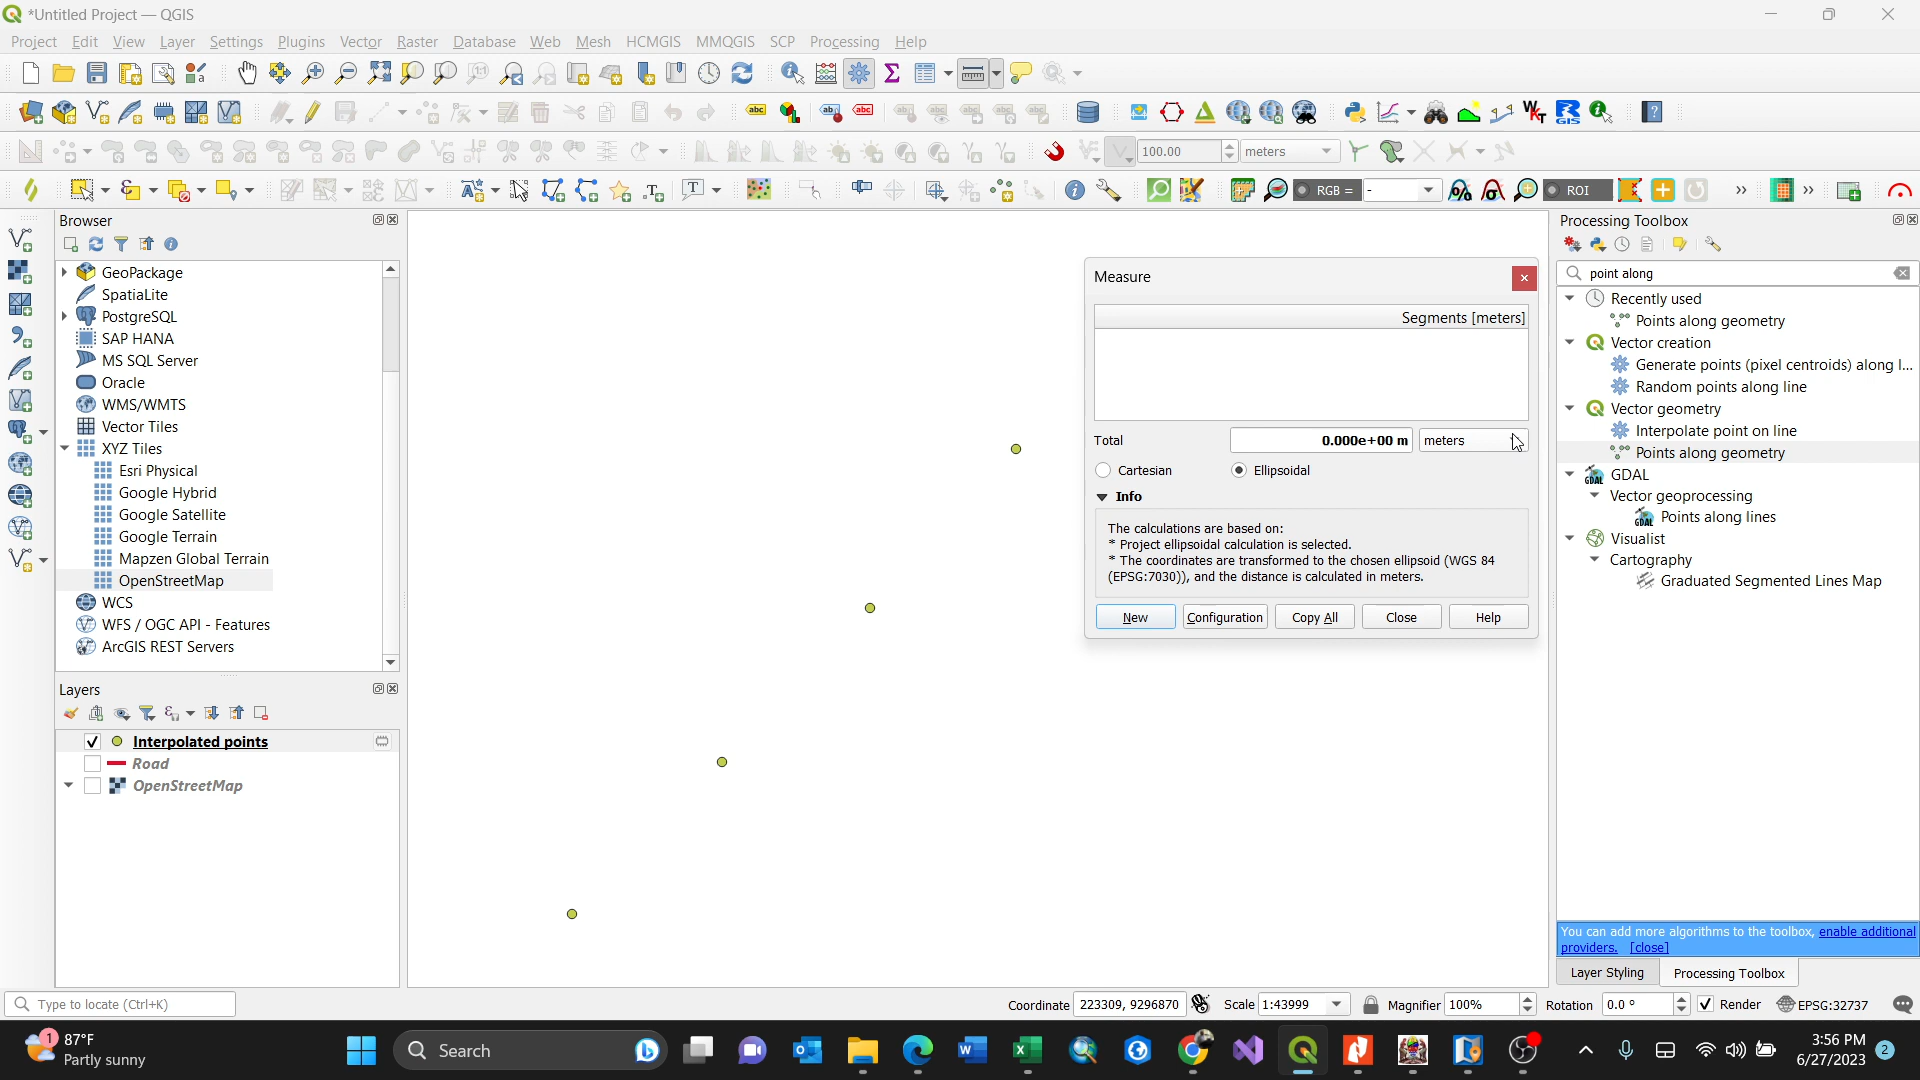 *Untitled Project — QGIS
Project Edit View Layer Settings Plugins Vector Raster Database Web Mesh HCMGIS MMQGIS SCP Processing Help
100.00 meters
RGB = - ROI
Browser
GeoPackage
SpatiaLite
PostgreSQL
SAP HANA
MS SQL Server
Oracle
WMS/WMTS
Vector Tiles
XYZ Tiles
Esri Physical
Google Hybrid
Google Satellite
Google Terrain
Mapzen Global Terrain
OpenStreetMap
WCS
WFS / OGC API - Features
ArcGIS REST Servers
Layers
Interpolated points
Road
OpenStreetMap
Measure
Segments [meters]
Total 0.000e+00 m meters
Cartesian Ellipsoidal
Info
The calculations are based on:
* Project ellipsoidal calculation is selected.
* The coordinates are transformed to the chosen ellipsoid (WGS 84
(EPSG:7030)), and the distance is calculated in meters.
New Configuration Copy All Close Help
Processing Toolbox
point along
Recently used
Points along geometry
Vector creation
Generate points (pixel centroids) along l...
Random points along line
Vector geometry
Interpolate point on line
Points along geometry
GDAL
Vector geoprocessing
Points along lines
Visualist
Cartography
Graduated Segmented Lines Map
You can add more algorithms to the toolbox, enable additional
providers. [close]
Layer Styling Processing Toolbox
Type to locate (Ctrl+K) Coordinate 223309, 9296870 Scale 1:43999 Magnifier 100% Rotation 0.0 ° Render EPSG:32737
1 87°F
Partly sunny
Search
3:56 PM
6/27/2023 2